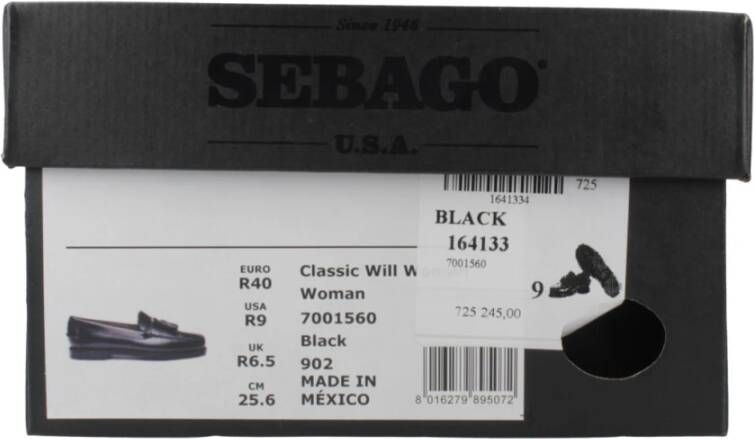 Since 1946
SEBAGO
U.S.A.
725
1641334
BLACK
164133
7001560
9
725 245,00
EURO
R40
USA
R9
UK
R6.5
CM
25.6
Classic Will
Woman
7001560
Black
902
MADE IN
MÉXICO
8 016279 895072